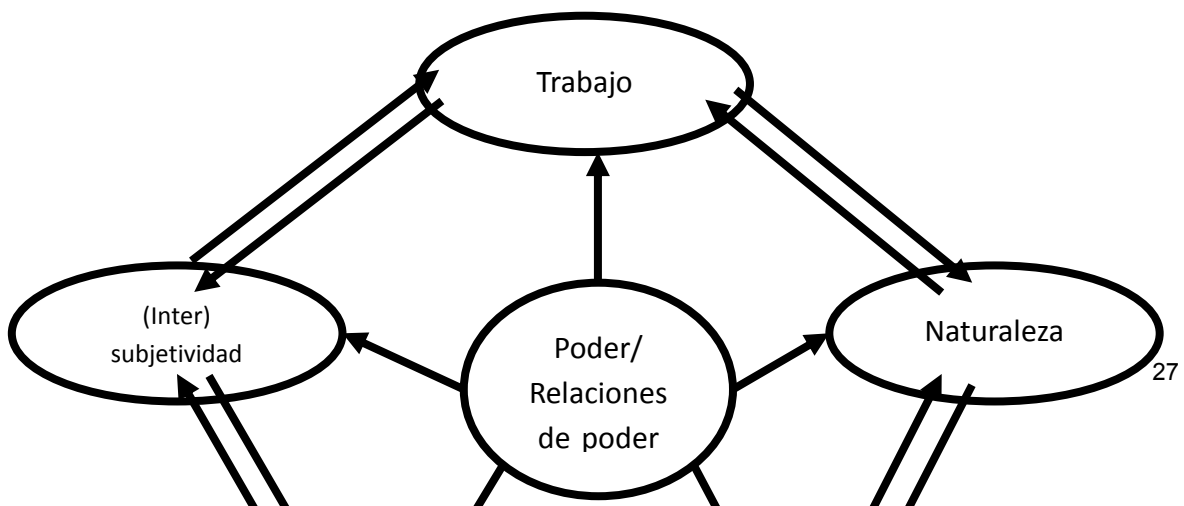 Trabajo
(Inter)
subjetividad
Poder/
Relaciones
de poder
Naturaleza
27